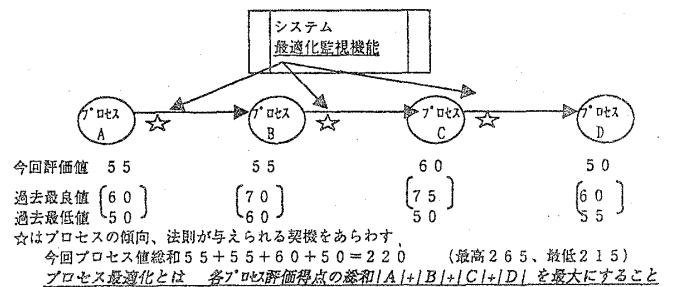 システム
最適化監視機能
プロセス
A
プロセス
B
プロセス
C
プロセス
D
今回評価値 55 55 60 50
過去最良値 60 70 75 60
過去最低値 50 60 50 55
☆はプロセスの傾向、法則が与えられる契機をあらわす
今回プロセス値総和55+55+60+50=220 (最高265、最低215)
プロセス最適化とは 各プロセス評価得点の総和|A|+|B|+|C|+|D| を最大にすること